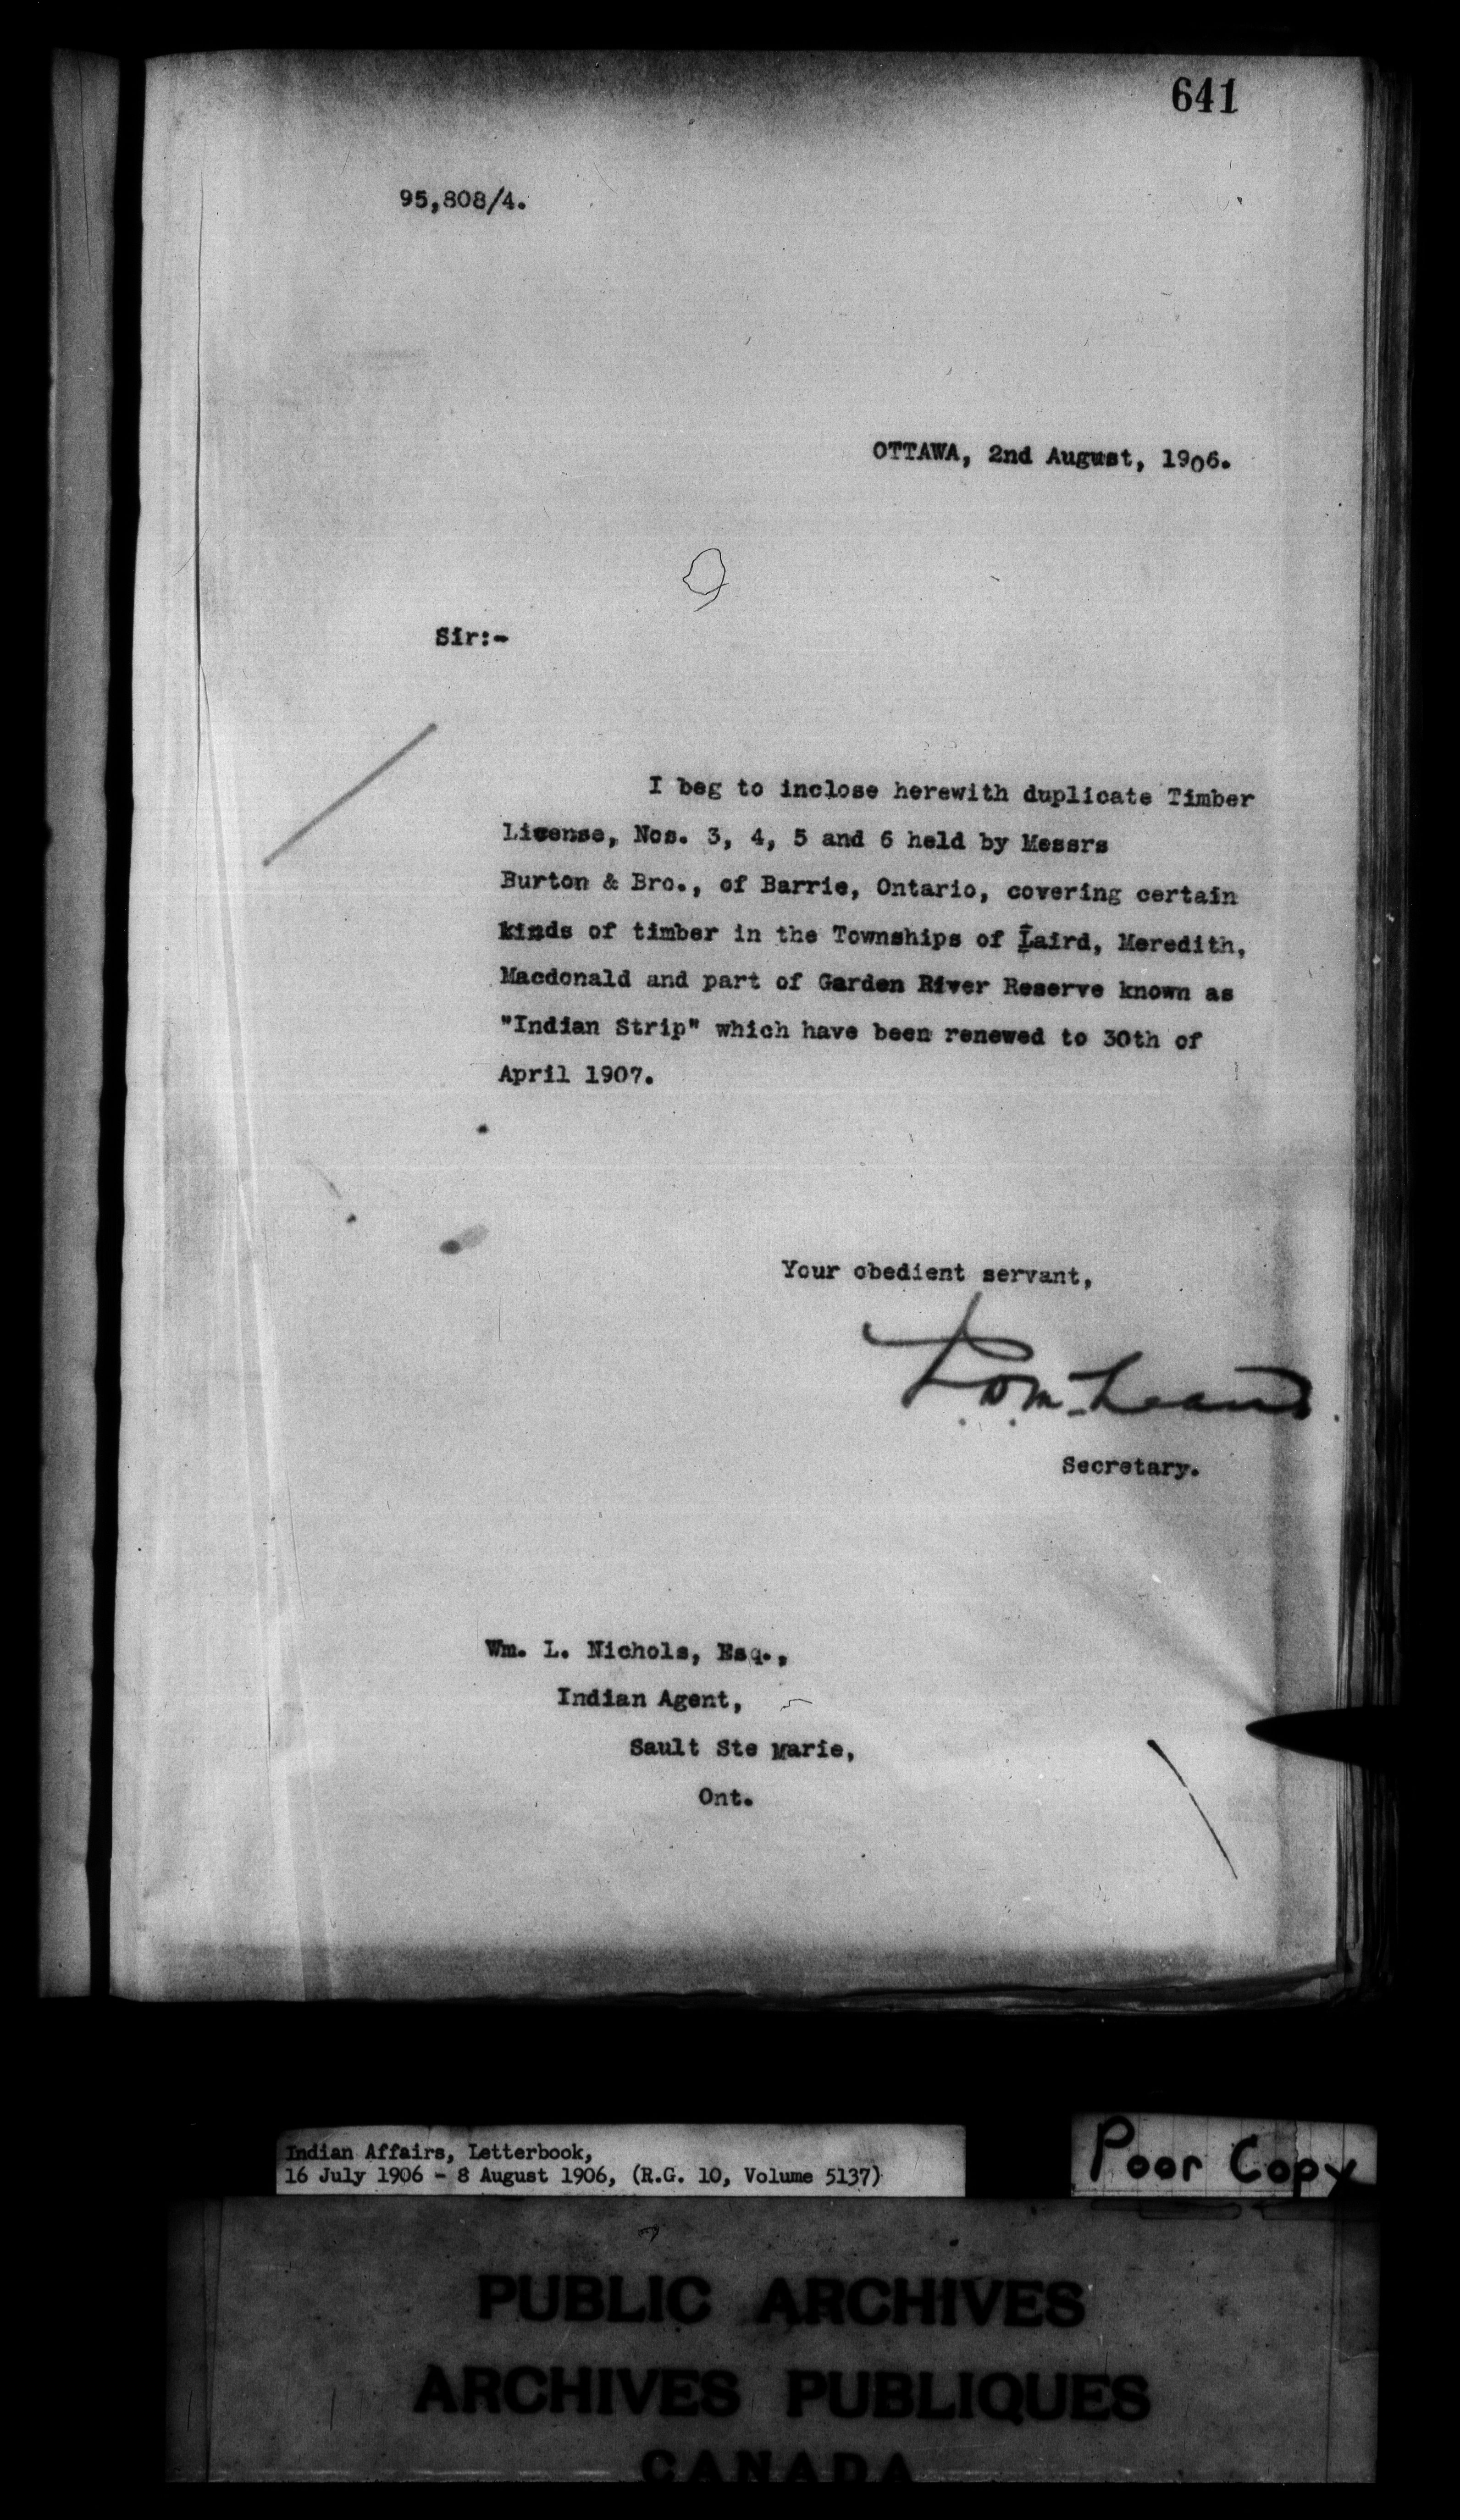 641
95,808/4.
OTTAWA, 2nd August, 1906.
Sir:-
I beg to inclose herewith duplicate Timber
License, Nos. 3, 4, 5 and 6 held by Messrs
Burton & Bro., of Barrie, Ontario, covering certain
kinds of timber in the Townships of Laird, Meredith,
Macdonald and part of Garden River Reserve known as
"Indian Strip" which have been renewed to 30th of
April 1907.
Your obedient servant,
Secretary.
Wm. L. Nichols, Esq.,
Indian Agent,
Sault Ste Marie,
Ont.
Indian Affairs, Letterbook,
16 July 1906 - 8 August 1906, (R.G. 10, Volume 5137)
Poor Copy
PUBLIC ARCHIVES
ARCHIVES PUBLIQUES
CANADA